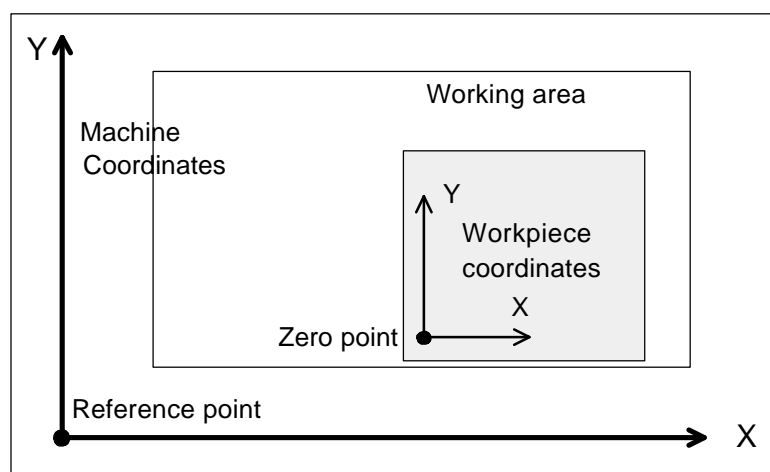 Y
Working area
Machine
Coordinates
Y
Workpiece
coordinates
X
Zero point
Reference point
X